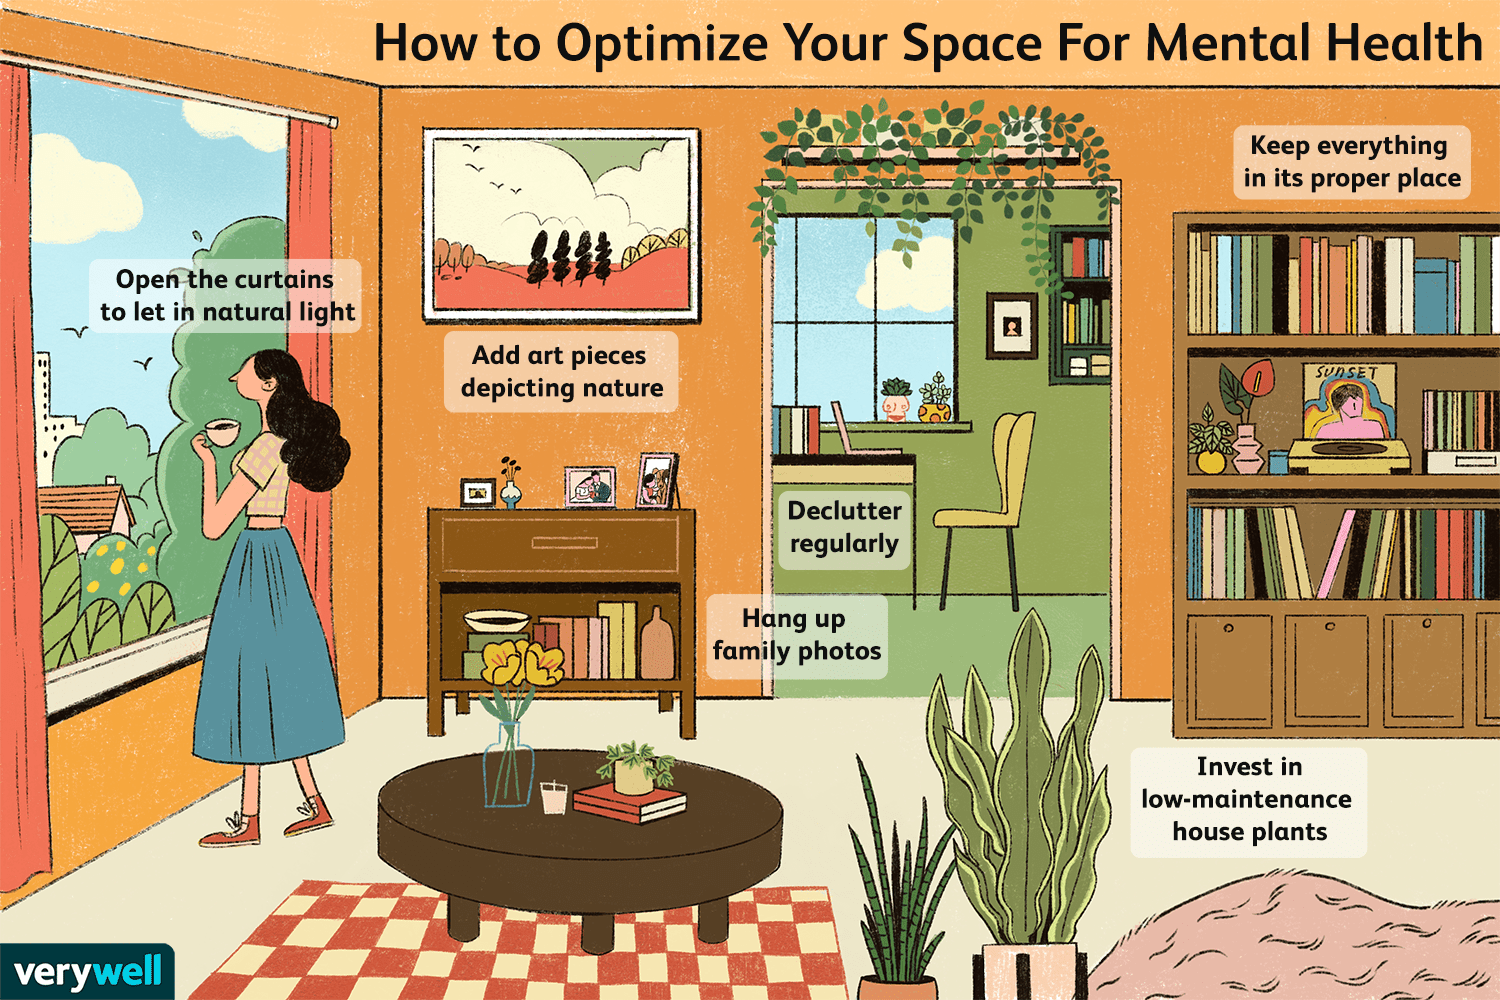 How to Optimize Your Space For Mental Health
Keep everything
in its proper place
Open the curtains
to let in natural light
Add art pieces
depicting nature
SUNSET
Declutter
regularly
Hang up
family photos
Invest in
low-maintenance
house plants
verywell